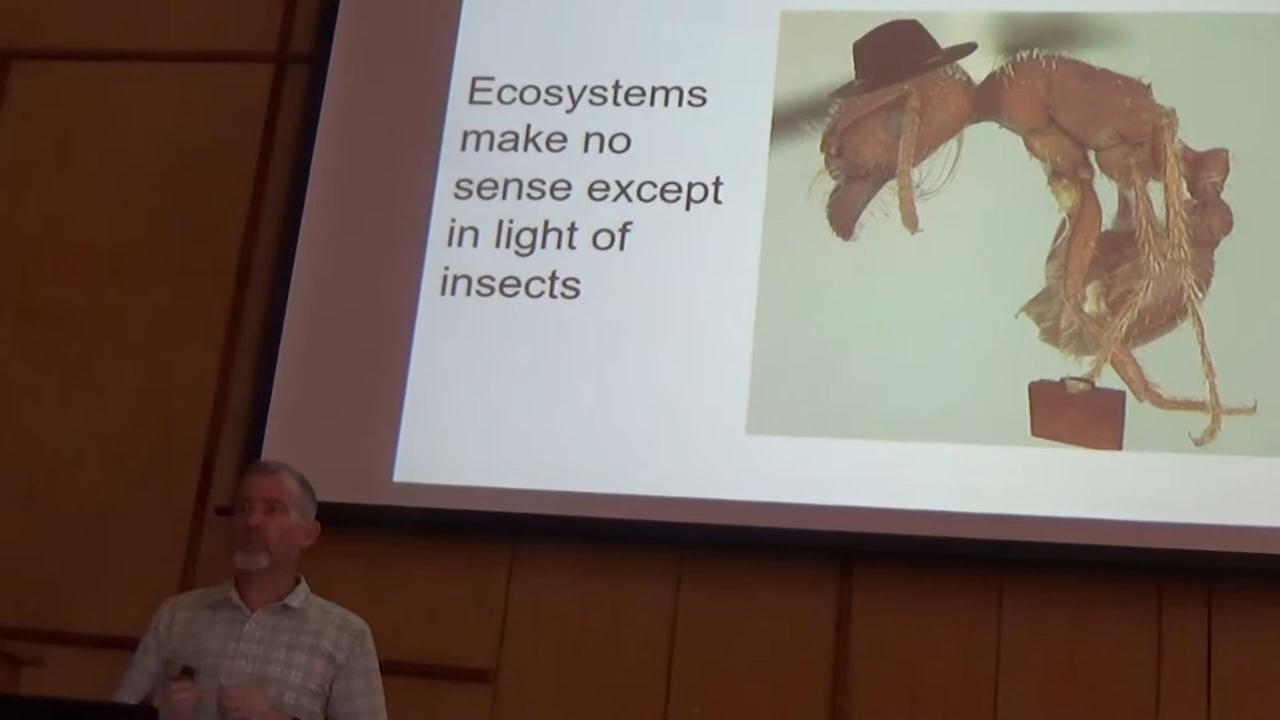 Ecosystems
make no
sense except
in light of
insects